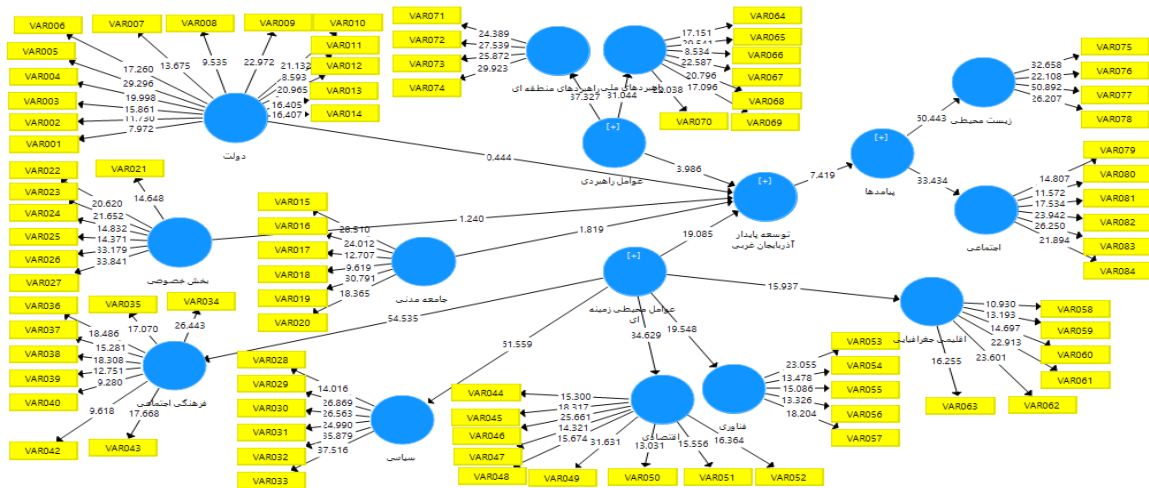 VAR006
VAR007
VAR008
VAR009
VAR010
VAR005
VAR011
VAR004
VAR012
VAR003
VAR013
VAR002
VAR014
VAR001
17.260
13.675
9.535
22.972
21.132
29.296
8.593
19.998
20.965
15.861
16.405
11.730
16.407
7.972
دولت
VAR071
VAR072
VAR073
VAR074
24.389
27.539
25.872
29.923
راهبردهای منطقه ای
راهبردهای ملی
VAR064
VAR065
VAR066
VAR067
VAR068
VAR069
VAR070
17.151
8.534
22.587
20.796
17.096
37.327
31.044
[+]
عوامل راهبردی
3.986
0.444
VAR075
VAR076
VAR077
VAR078
32.658
22.108
50.892
26.207
زیست محیطی
50.443
[+]
پیامدها
33.434
7.419
VAR079
VAR080
VAR081
VAR082
VAR083
VAR084
14.807
11.572
17.534
23.942
26.250
21.894
اجتماعی
[+]
توسعه پایدار
آذربایجان غربی
VAR021
VAR022
VAR023
VAR024
VAR025
VAR026
VAR027
14.648
20.620
21.652
14.832
14.371
33.179
33.841
بخش خصوصی
1.240
VAR015
VAR016
VAR017
VAR018
VAR019
VAR020
28.510
24.012
12.707
9.619
30.791
18.365
جامعه مدنی
1.819
19.085
[+]
عوامل محیطی زمینه
ای
15.937
54.535
31.559
34.629
19.548
VAR034
VAR035
VAR036
VAR037
VAR038
VAR039
VAR040
VAR042
VAR043
26.443
17.070
18.486
15.281
18.308
12.751
9.280
9.618
17.668
فرهنگی اجتماعی
VAR028
VAR029
VAR030
VAR031
VAR032
VAR033
14.016
26.869
26.563
24.990
35.879
37.516
سیاسی
VAR044
VAR045
VAR046
VAR047
VAR048
VAR049
VAR050
VAR051
VAR052
15.300
18.317
25.661
14.321
15.674
31.631
13.031
15.556
16.364
اقتصادی
VAR053
VAR054
VAR055
VAR056
VAR057
23.055
13.478
15.086
13.326
18.204
فناوری
VAR058
VAR059
VAR060
VAR061
VAR062
VAR063
10.930
13.193
14.697
22.913
23.601
16.255
اقلیمی جغرافیایی